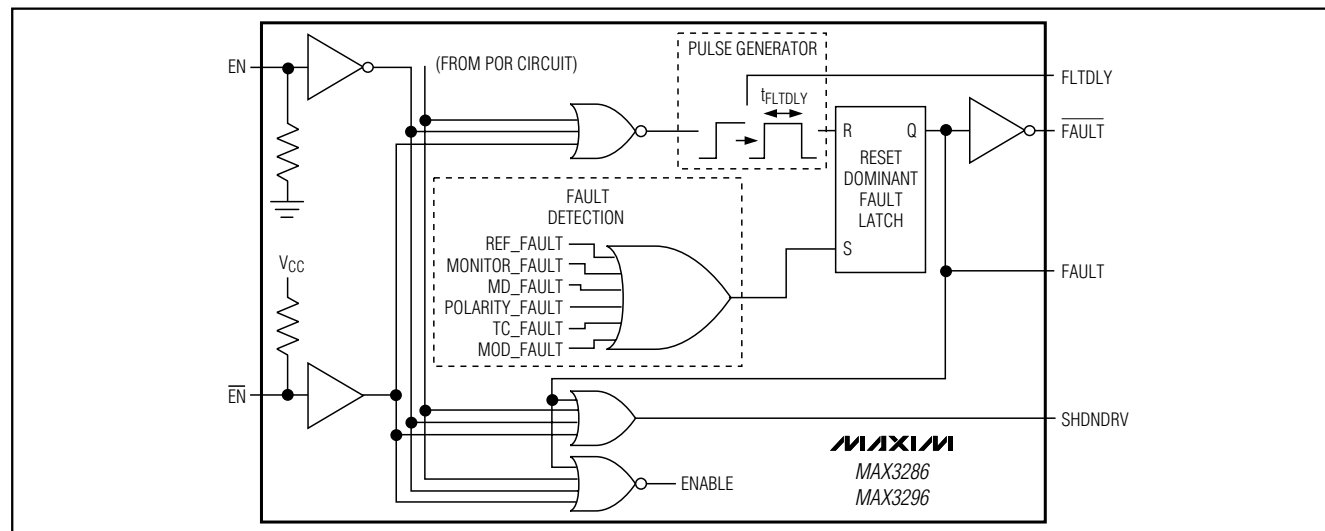 PULSE GENERATOR
EN
(FROM POR CIRCUIT)
FLTDLY
tFLTDLY
R
Q
FAULT
RESET
DOMINANT
FAULT
LATCH
S
FAULT
DETECTION
REF_FAULT
MONITOR_FAULT
MD_FAULT
POLARITY_FAULT
TC_FAULT
MOD_FAULT
VCC
FAULT
EN
SHDNDRV
ENABLE
MAXIM
MAX3286
MAX3296